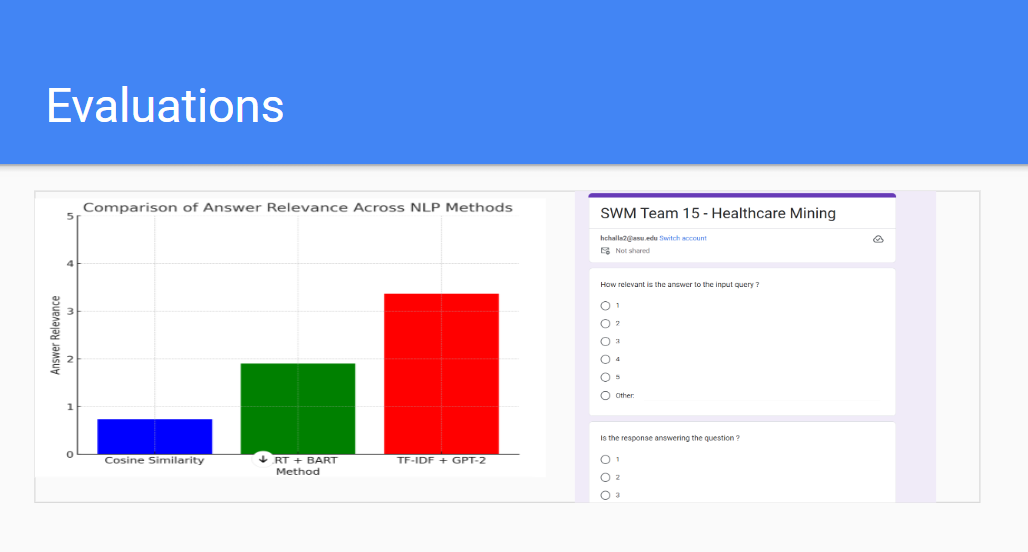 Evaluations
Comparison of Answer Relevance Across NLP Methods
5
4
3
2
1
0
Answer Relevance
Cosine Similarity
RT + BART
TF-IDF + GPT-2
Method
SWM Team 15 - Healthcare Mining
hchalla2@asu.edu Switch account
Not shared
How relevant is the answer to the input query ?
1
2
3
4
5
Other:
Is the response answering the question ?
1
2
3